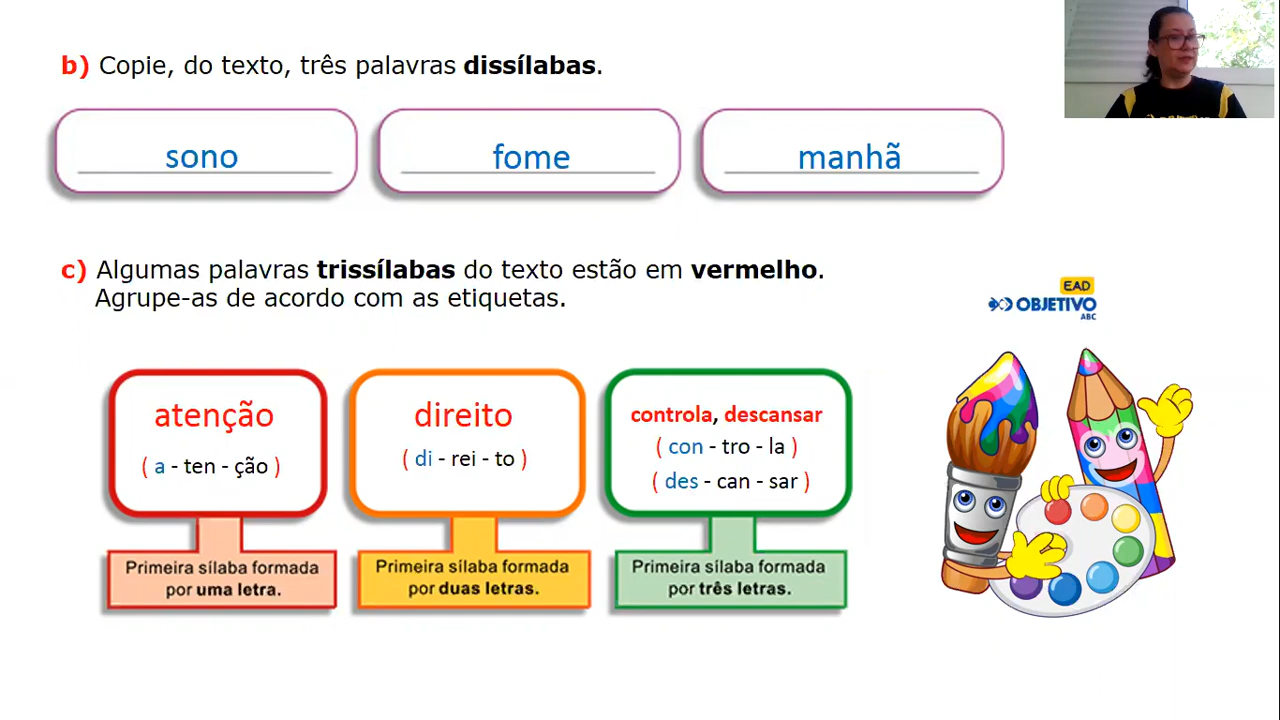 b) Copie, do texto, três palavras dissílabas.
sono
fome
manhã
c) Algumas palavras trissílabas do texto estão em vermelho.
Agrupe-as de acordo com as etiquetas.
EAD
OBJETIVO
ABC
atenção
( a - ten - ção )
Primeira sílaba formada
por uma letra.
direito
( di - rei - to )
Primeira sílaba formada
por duas letras.
controla, descansar
( con - tro - la )
( des - can - sar )
Primeira sílaba formada
por três letras.